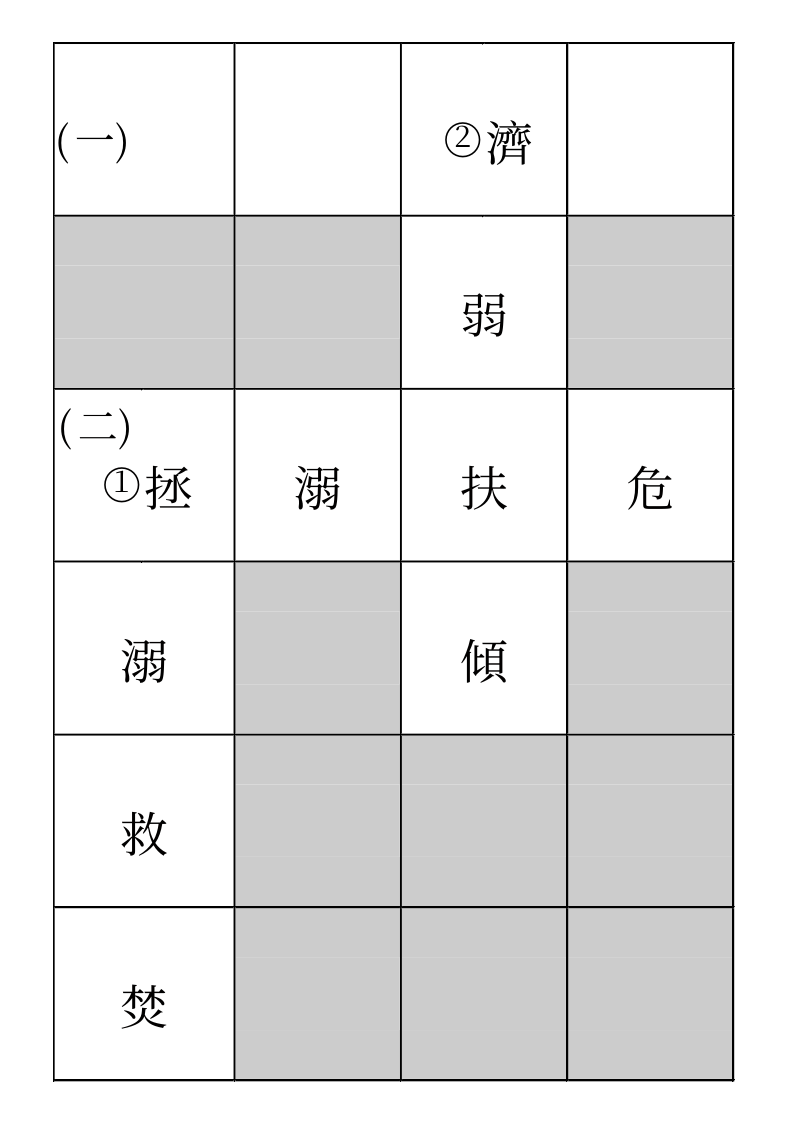 (一) ②濟
弱
(二)
①拯 溺 扶 危
溺 傾
救
焚